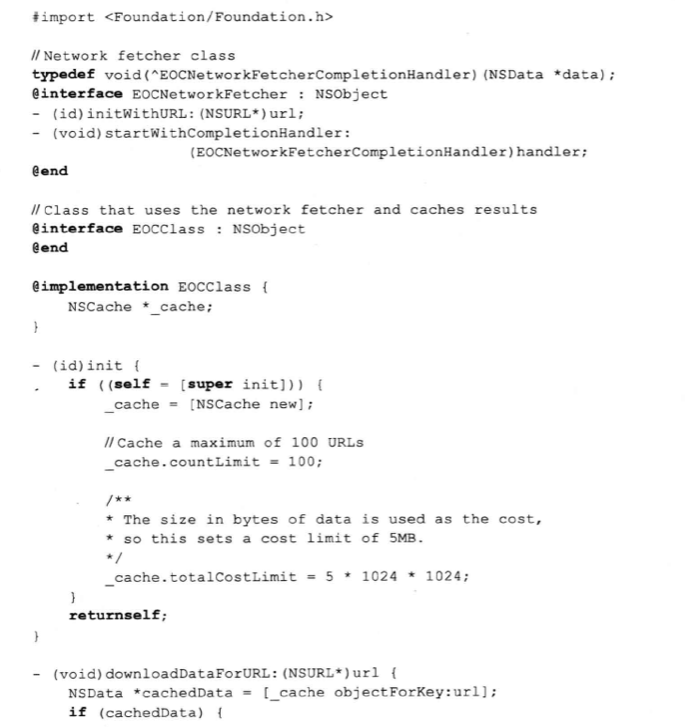 #import <Foundation/Foundation.h>
// Network fetcher class
typedef void(^EOCNetworkFetcherCompletionHandler)(NSData *data);
@interface EOCNetworkFetcher : NSObject
- (id)initWithURL:(NSURL*)url;
- (void)startWithCompletionHandler:
(EOCNetworkFetcherCompletionHandler)handler;
@end
// Class that uses the network fetcher and caches results
@interface EOCClass : NSObject
@end
@implementation EOCClass {
NSCache *_cache;
}
- (id)init {
if ((self = [super init])) {
_cache = [NSCache new];
// Cache a maximum of 100 URLs
_cache.countLimit = 100;
/**
* The size in bytes of data is used as the cost,
* so this sets a cost limit of 5MB.
*/
_cache.totalCostLimit = 5 * 1024 * 1024;
}
returnself;
}
- (void)downloadDataForURL:(NSURL*)url {
NSData *cachedData = [_cache objectForKey:url];
if (cachedData) {